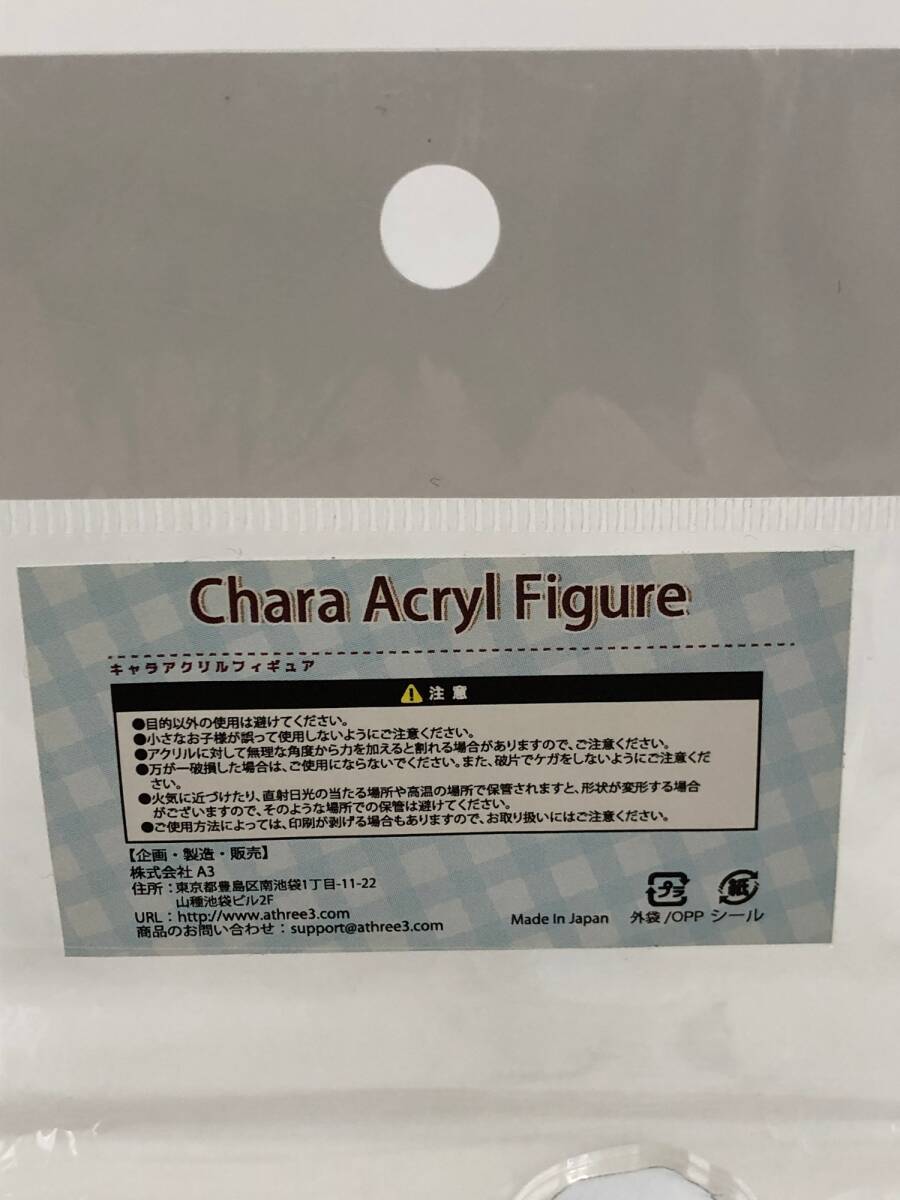 Chara Acryl Figure
キャラアクリルフィギュア
注意
●目的以外の使用は避けてください。
●小さなお子様が誤って使用しないようにご注意ください。
●アクリルに対して無理な角度から力を加えると割れる場合がありますので、ご注意ください。
●万が一破損した場合は、ご使用にならないでください。また、破片でケガをしないようにご注意くだ
さい。
●火気に近づけたり、直射日光の当たる場所や高温の場所で保管されますと、形状が変形する場合
がございますので、そのような場所での保管は避けてください。
●ご使用方法によっては、印刷が剥げる場合もありますので、お取り扱いにはご注意ください。
【企画・製造・販売】
株式会社 A3
住所：東京都豊島区南池袋1丁目-11-22
山種池袋ビル2F
URL：http://www.athree3.com
商品のお問い合わせ：support@athree3.com
Made In Japan
プラ
外袋/OPP
紙
シール